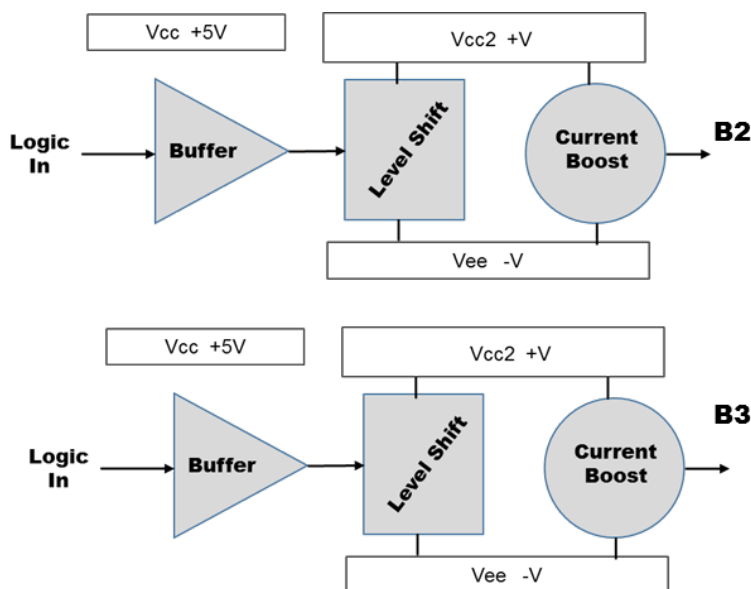 Vcc +5V
Vcc2 +V
Logic
In
Buffer
Level Shift
Current
Boost
B2
Vee -V
Vcc +5V
Vcc2 +V
Logic
In
Buffer
Level Shift
Current
Boost
B3
Vee -V